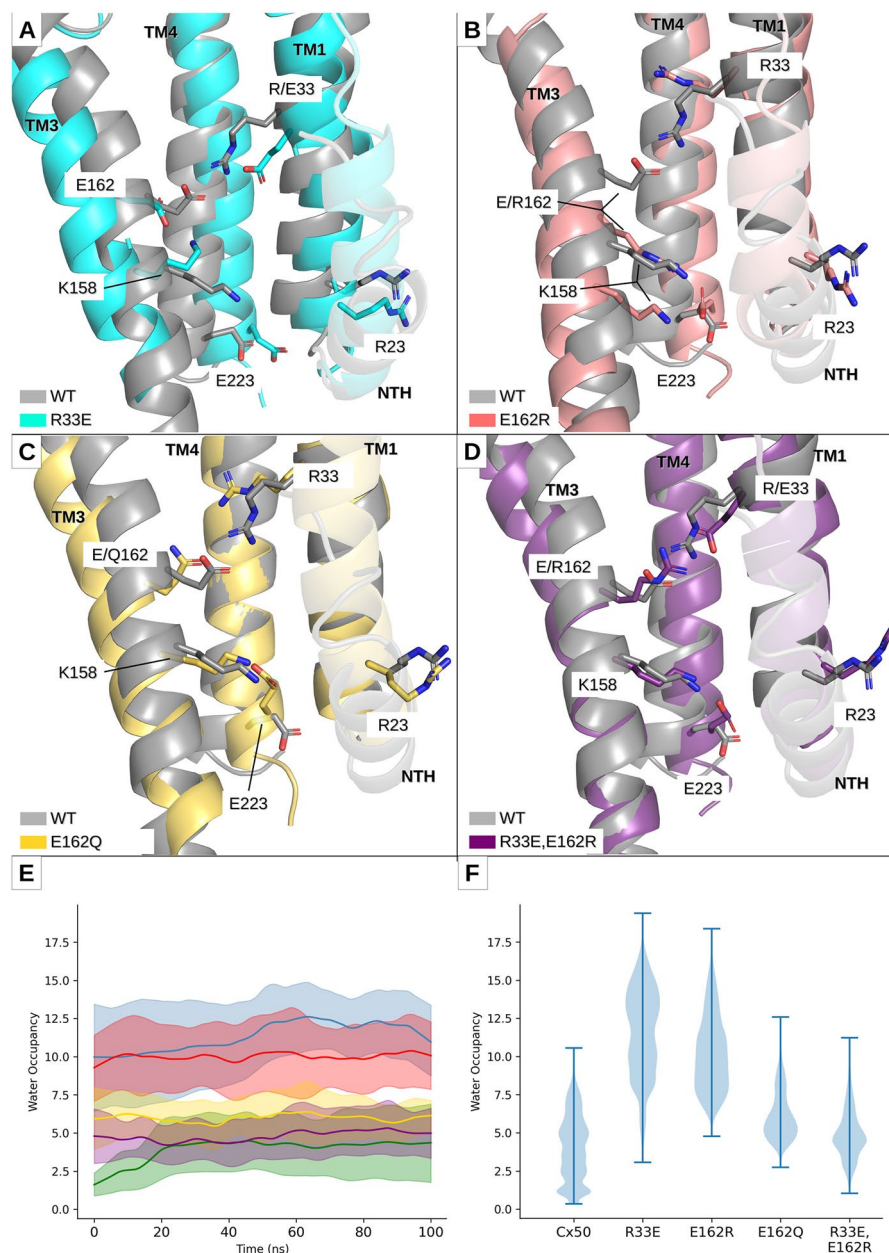 A
TM4
TM1
R/E33
TM3
E162
K158
R23
E223
NTH
WT
R33E
B
TM4
TM1
R33
TM3
E/R162
K158
R23
E223
NTH
WT
E162R
C
TM4
TM1
R33
TM3
E/Q162
K158
R23
E223
NTH
WT
E162Q
D
TM4
TM1
TM3
R/E33
E/R162
K158
R23
E223
NTH
WT
R33E,E162R
E
17.5
15.0
12.5
10.0
7.5
5.0
2.5
0.0
Water Occupancy
0 20 40 60 80 100
Time (ns)
F
17.5
15.0
12.5
10.0
7.5
5.0
2.5
0.0
Water Occupancy
Cx50 R33E E162R E162Q R33E,
E162R